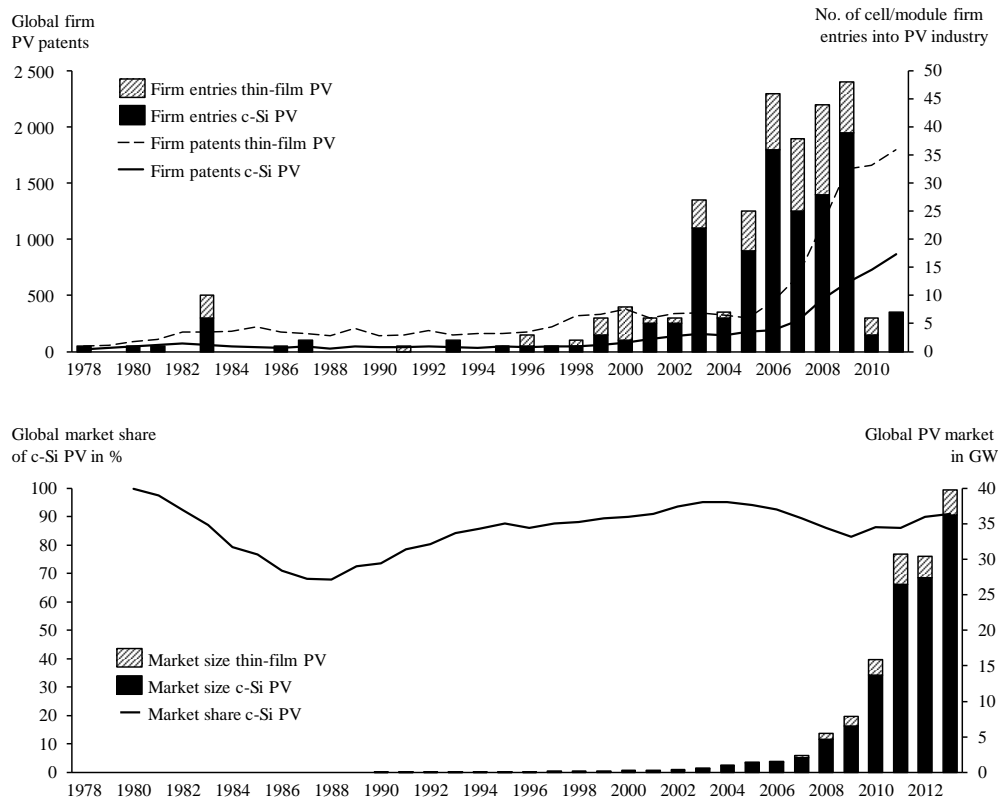 Global firm
PV patents
No. of cell/module firm
entries into PV industry
2 500
2 000
1 500
1 000
500
0
50
45
40
35
30
25
20
15
10
5
0
Firm entries thin-film PV
Firm entries c-Si PV
Firm patents thin-film PV
Firm patents c-Si PV
1978 1980 1982 1984 1986 1988 1990 1992 1994 1996 1998 2000 2002 2004 2006 2008 2010
Global market share
of c-Si PV in %
Global PV market
in GW
100
90
80
70
60
50
40
30
20
10
0
40
35
30
25
20
15
10
5
0
Market size thin-film PV
Market size c-Si PV
Market share c-Si PV
1978 1980 1982 1984 1986 1988 1990 1992 1994 1996 1998 2000 2002 2004 2006 2008 2010 2012